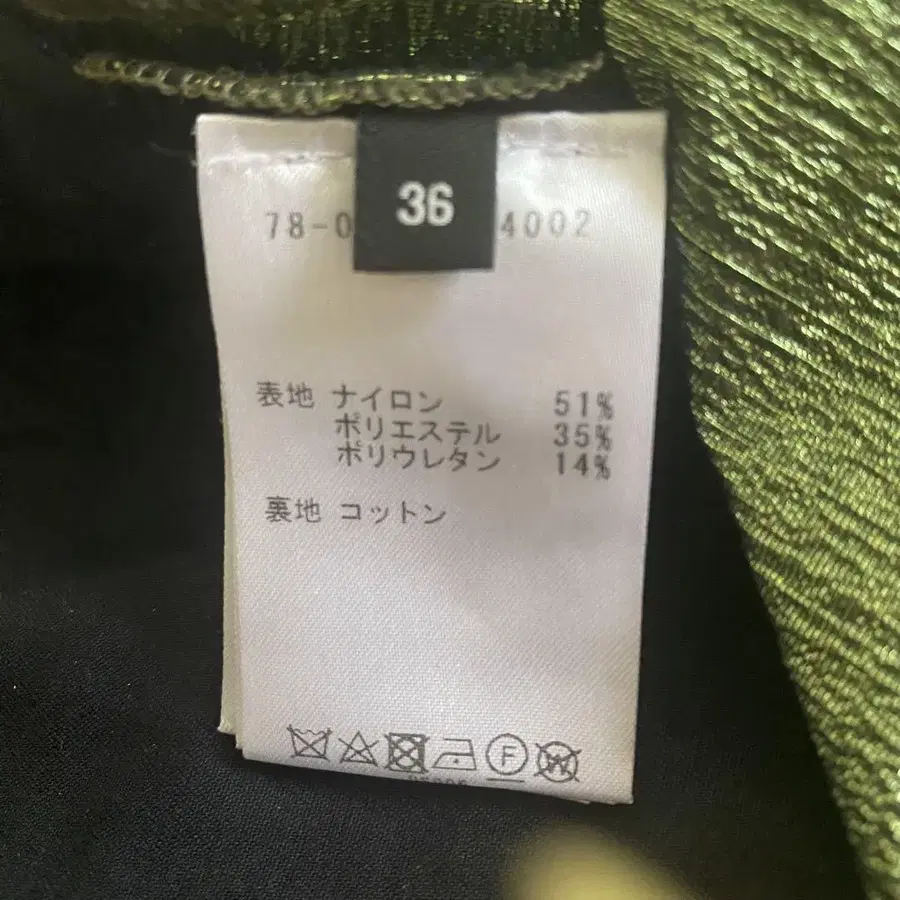 36
78-0 4002
表地 ナイロン 51%
ポリエステル 35%
ポリウレタン 14%
裏地 コットン
F W